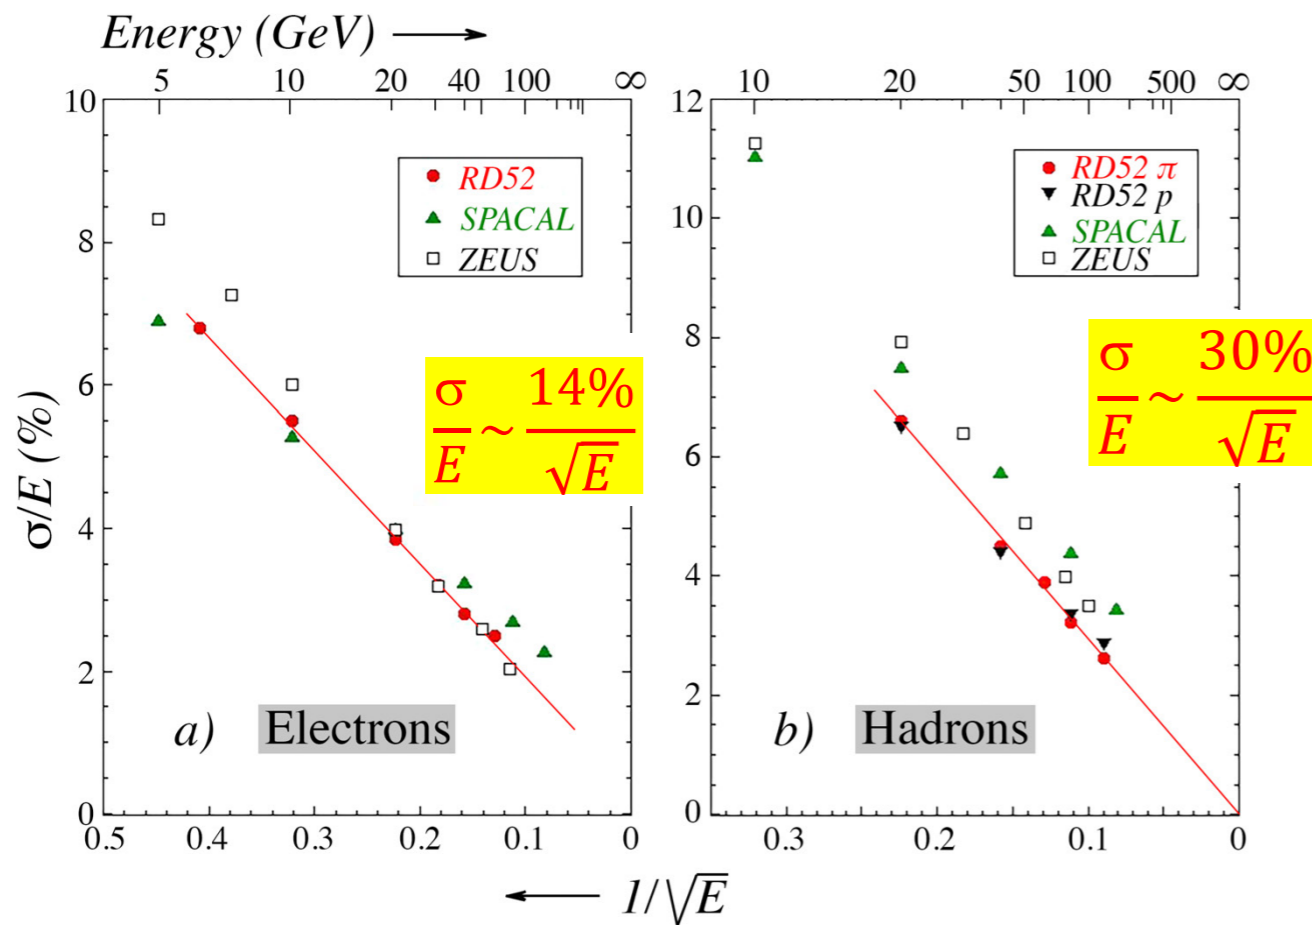 Energy (GeV) ⟶
5 10 20 40 100 ∞
10 20 50 100 500 ∞
10
8
6
4
2
0
12
10
8
6
4
2
0
σ/E (%)
RD52
SPACAL
ZEUS
RD52 π
RD52 p
SPACAL
ZEUS
σ/E ~ 14%/√E
σ/E ~ 30%/√E
a) Electrons
b) Hadrons
0.5 0.4 0.3 0.2 0.1 0
0.3 0.2 0.1 0
⟵ 1/√E